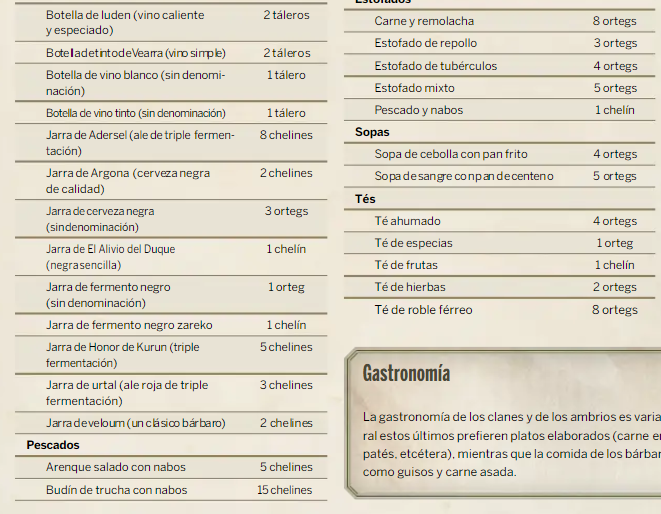 Botella de luden (vino caliente
y especiado) 2 táleros
Botella de tinto de Vearra (vino simple) 2 táleros
Botella de vino blanco (sin denomi-
nación) 1 tálero
Botella de vino tinto (sin denominación) 1 tálero
Jarra de Adersel (ale de triple fermen-
tación) 8 chelines
Jarra de Argona (cerveza negra
de calidad) 2 chelines
Jarra de cerveza negra
(sin denominación) 3 ortegs
Jarra de El Alivio del Duque
(negra sencilla) 1 chelín
Jarra de fermento negro
(sin denominación) 1 orteg
Jarra de fermento negro zareko 1 chelín
Jarra de Honor de Kurun (triple
fermentación) 5 chelines
Jarra de urtal (ale roja de triple
fermentación) 3 chelines
Jarra de veloum (un clásico bárbaro) 2 chelines
Pescados
Arenque salado con nabos 5 chelines
Budín de trucha con nabos 15 chelines
Estofados
Carne y remolacha 8 ortegs
Estofado de repollo 3 ortegs
Estofado de tubérculos 4 ortegs
Estofado mixto 5 ortegs
Pescado y nabos 1 chelín
Sopas
Sopa de cebolla con pan frito 4 ortegs
Sopa de sangre con pan de centeno 5 ortegs
Tés
Té ahumado 4 ortegs
Té de especias 1 orteg
Té de frutas 1 chelín
Té de hierbas 2 ortegs
Té de roble férreo 8 ortegs
Gastronomía
La gastronomía de los clanes y de los ambrios es varia
ral estos últimos prefieren platos elaborados (carne en
patés, etcétera), mientras que la comida de los bárbar
como guisos y carne asada.